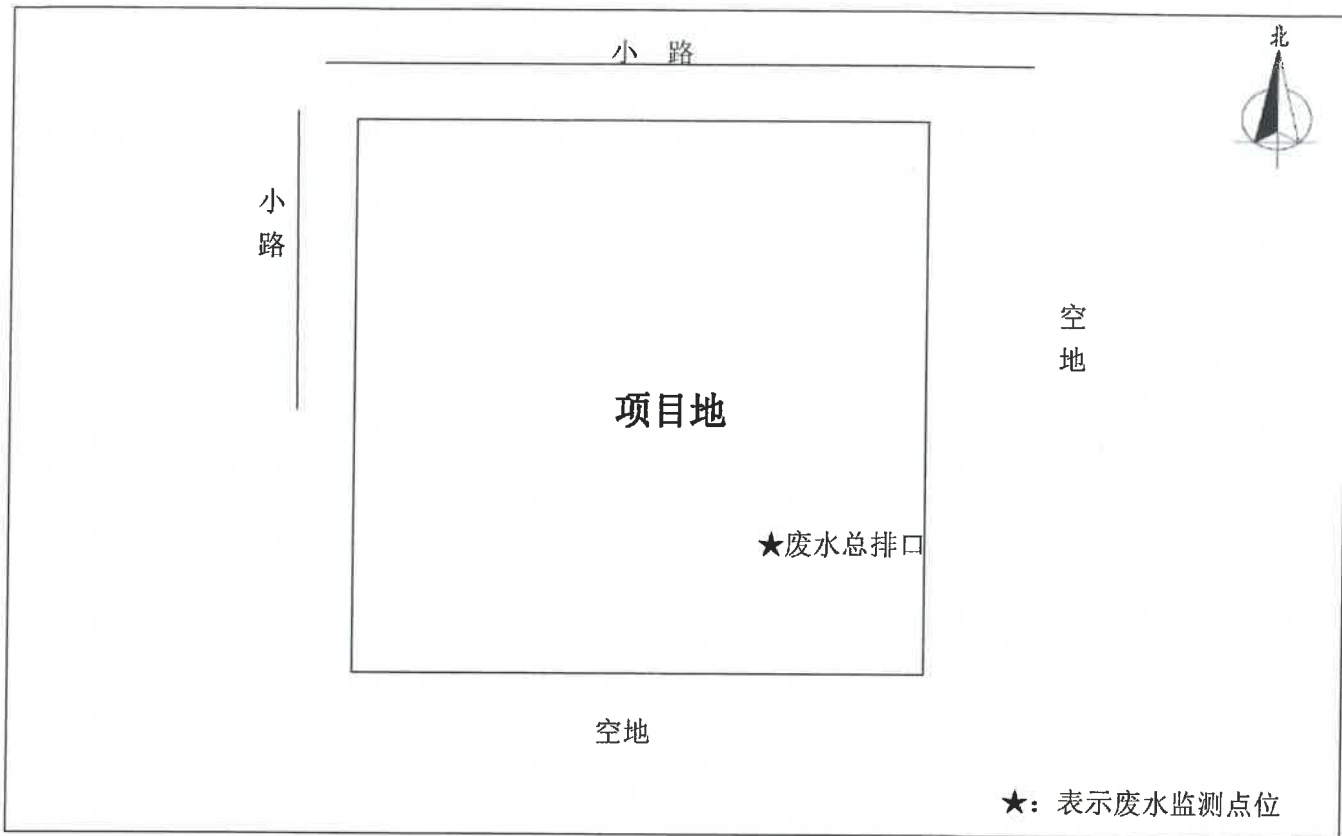 小 路
北
小路
空地
项目地
★废水总排口
空地
★：表示废水监测点位